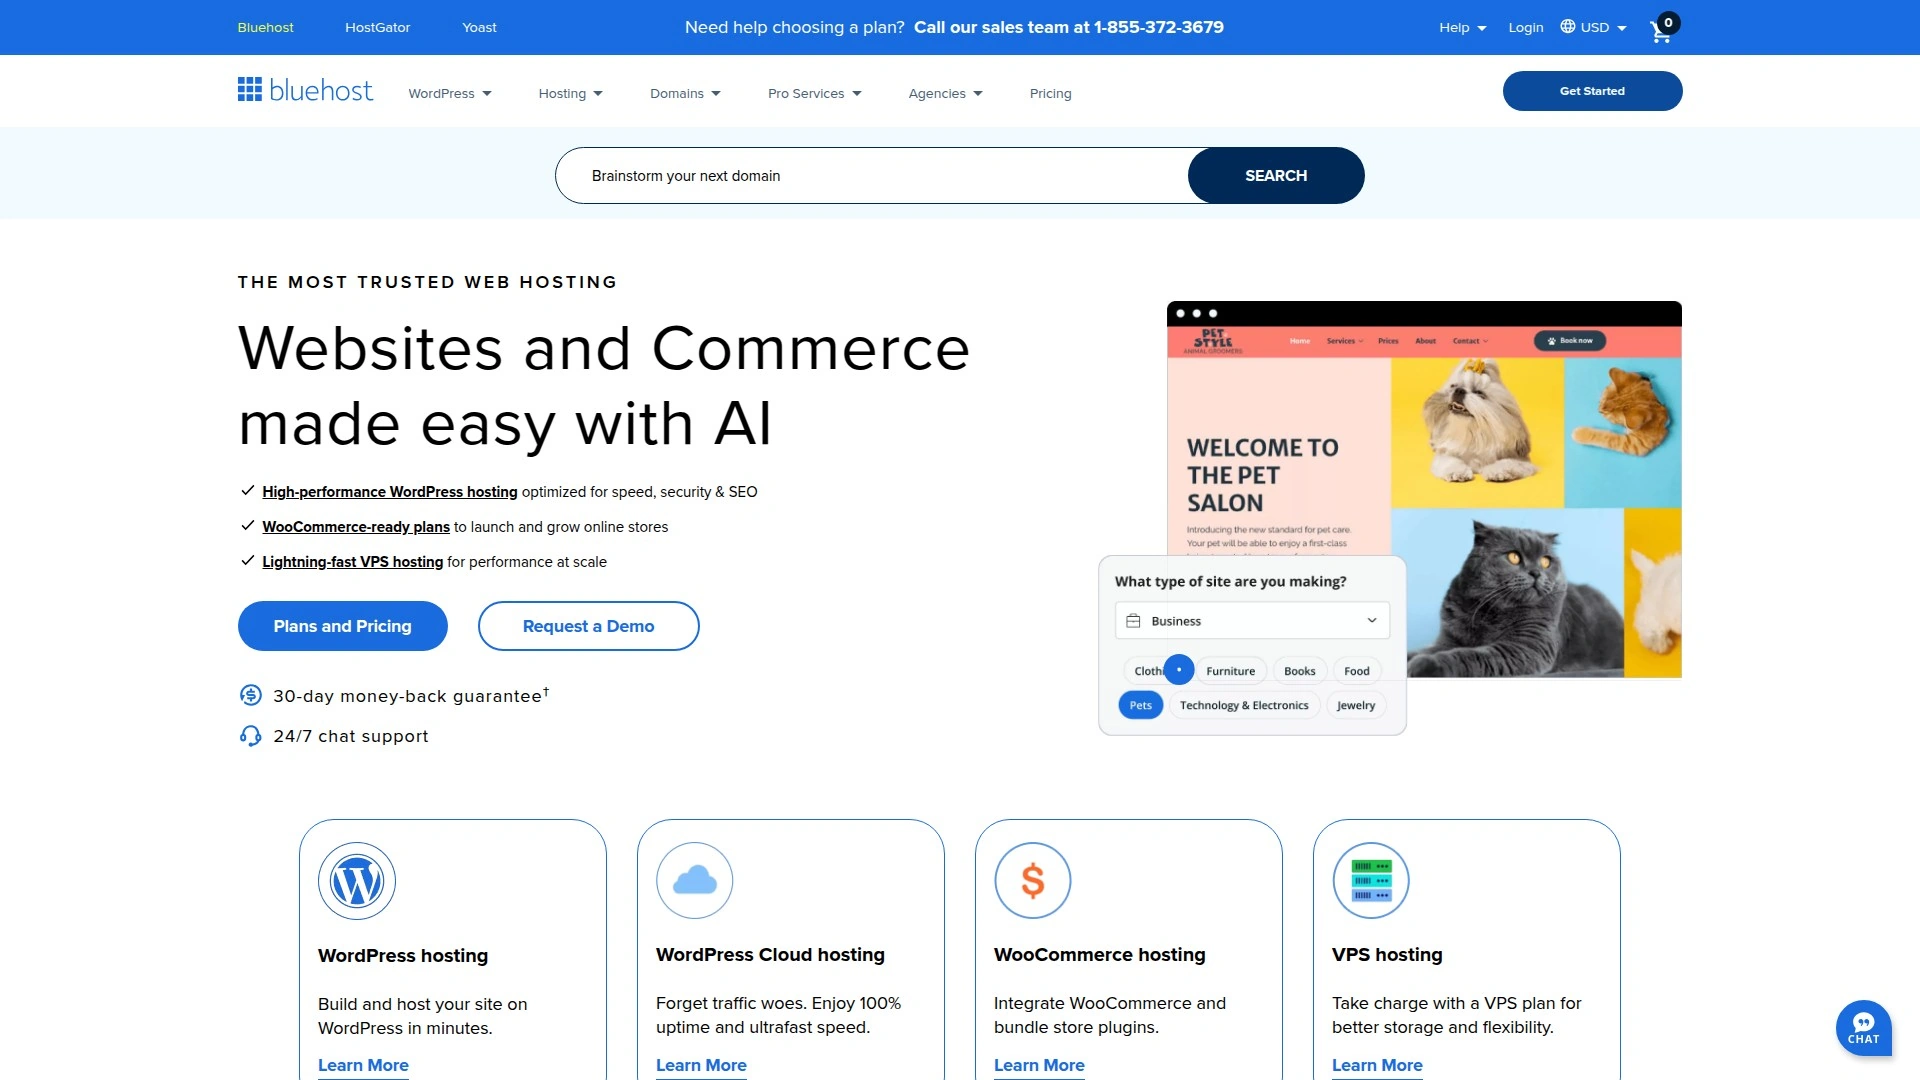 Bluehost HostGator Yoast Need help choosing a plan? Call our sales team at 1-855-372-3679 Help Login USD 0
bluehost WordPress Hosting Domains Pro Services Agencies Pricing Get Started
Brainstorm your next domain SEARCH
THE MOST TRUSTED WEB HOSTING
Websites and Commerce
made easy with AI
High-performance WordPress hosting optimized for speed, security & SEO
WooCommerce-ready plans to launch and grow online stores
Lightning-fast VPS hosting for performance at scale
Plans and Pricing Request a Demo
30-day money-back guarantee†
24/7 chat support
PET
STYLE
ANIMAL GROOMERS
Home Services Prices About Contact Book now
WELCOME TO
THE PET
SALON
Introducing the new standard for pet care.
Your pet will be able to enjoy a first-class
What type of site are you making?
Business
Clothi Furniture Books Food
Pets Technology & Electronics Jewelry
WordPress hosting
Build and host your site on
WordPress in minutes.
Learn More
WordPress Cloud hosting
Forget traffic woes. Enjoy 100%
uptime and ultrafast speed.
Learn More
WooCommerce hosting
Integrate WooCommerce and
bundle store plugins.
Learn More
VPS hosting
Take charge with a VPS plan for
better storage and flexibility.
Learn More
CHAT